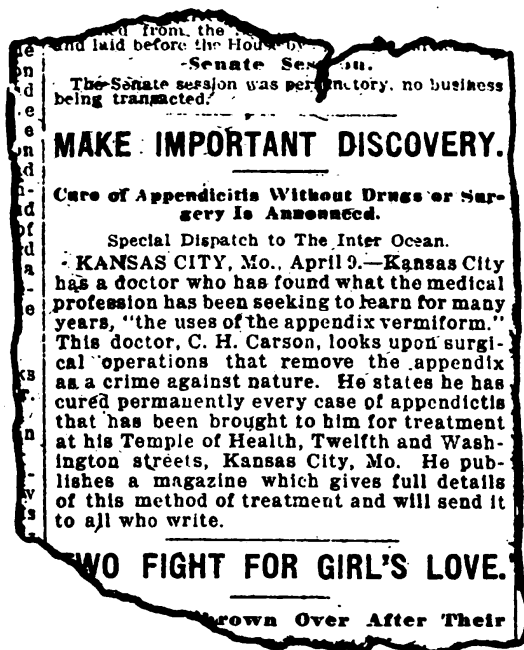 from, the
and laid before the House by
Senate Session.
The Senate session was perfunctory, no business
being transacted.
MAKE IMPORTANT DISCOVERY.
Cure of Appendicitis Without Drugs or Sur-
gery Is Announced.
Special Dispatch to The Inter Ocean.
KANSAS CITY, Mo., April 9.—Kansas City
has a doctor who has found what the medical
profession has been seeking to learn for many
years, "the uses of the appendix vermiform."
This doctor, C. H. Carson, looks upon surgi-
cal operations that remove the appendix
as a crime against nature. He states he has
cured permanently every case of appendictis
that has been brought to him for treatment
at his Temple of Health, Twelfth and Wash-
ington streets, Kansas City, Mo. He pub-
lishes a magazine which gives full details
of this method of treatment and will send it
to all who write.
TWO FIGHT FOR GIRL'S LOVE.
hrown Over After Their